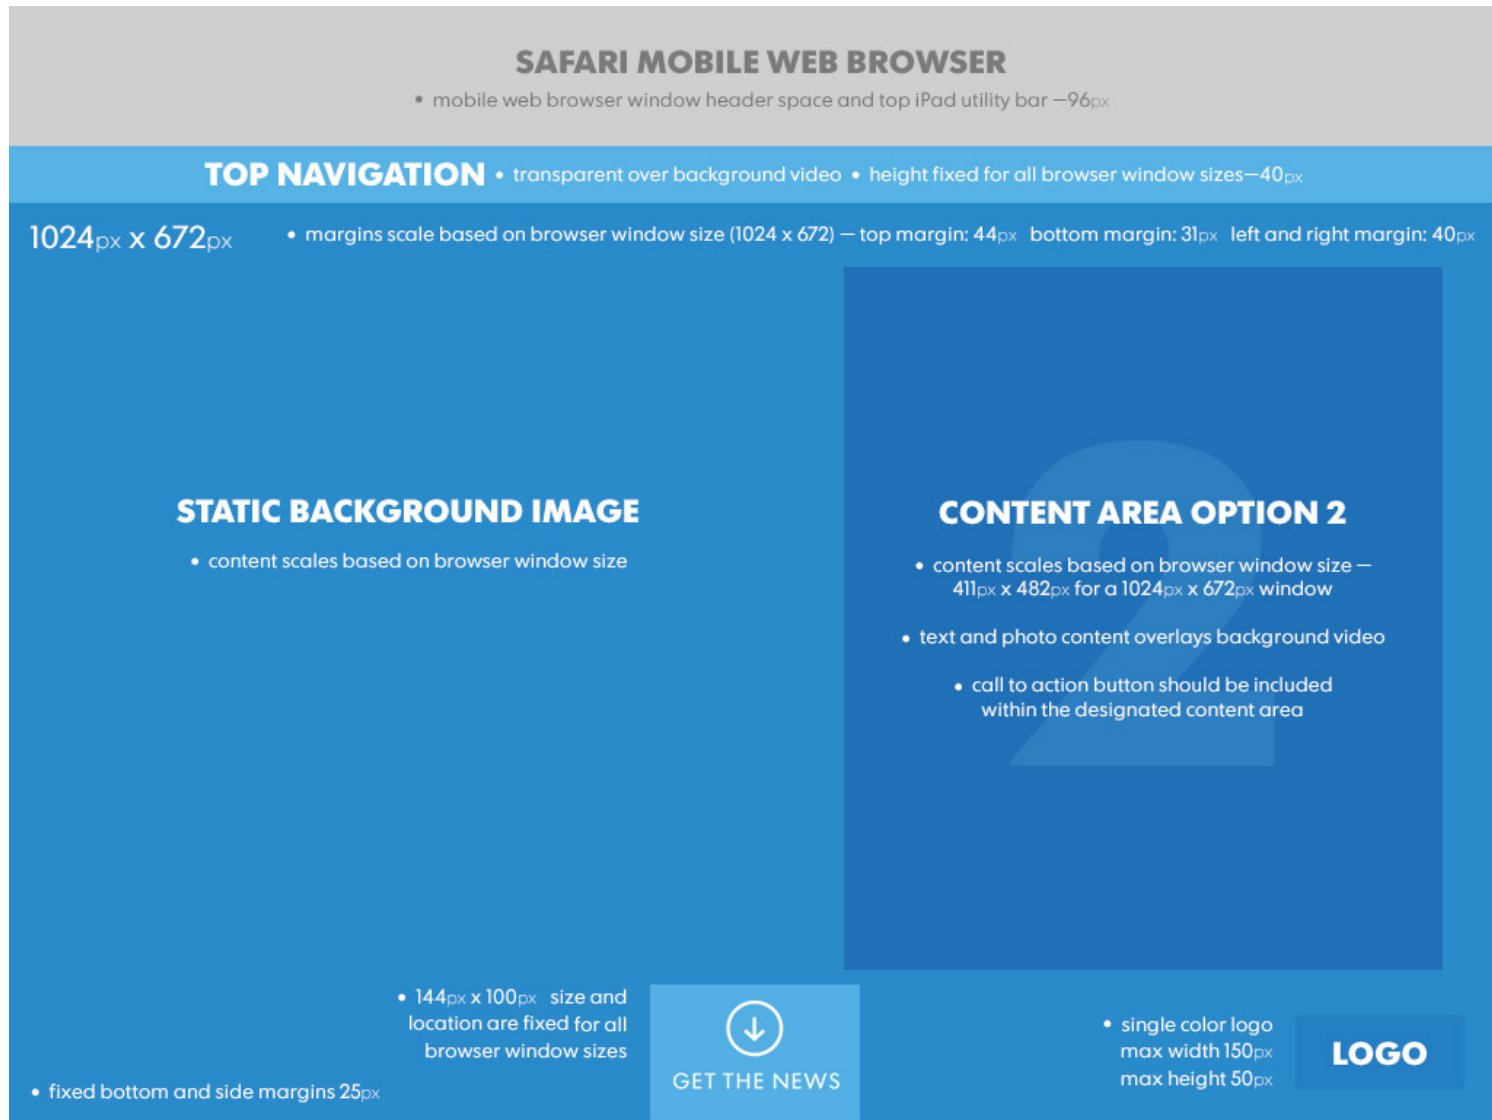 SAFARI MOBILE WEB BROWSER
• mobile web browser window header space and top iPad utility bar —96px
TOP NAVIGATION • transparent over background video • height fixed for all browser window sizes—40px
1024px x 672px
• margins scale based on browser window size (1024 x 672) — top margin: 44px bottom margin: 31px left and right margin: 40px
STATIC BACKGROUND IMAGE
• content scales based on browser window size
2
CONTENT AREA OPTION 2
• content scales based on browser window size —
411px x 482px for a 1024px x 672px window
• text and photo content overlays background video
• call to action button should be included
within the designated content area
• 144px x 100px size and
location are fixed for all
browser window sizes
• fixed bottom and side margins 25px
GET THE NEWS
• single color logo
max width 150px
max height 50px
LOGO